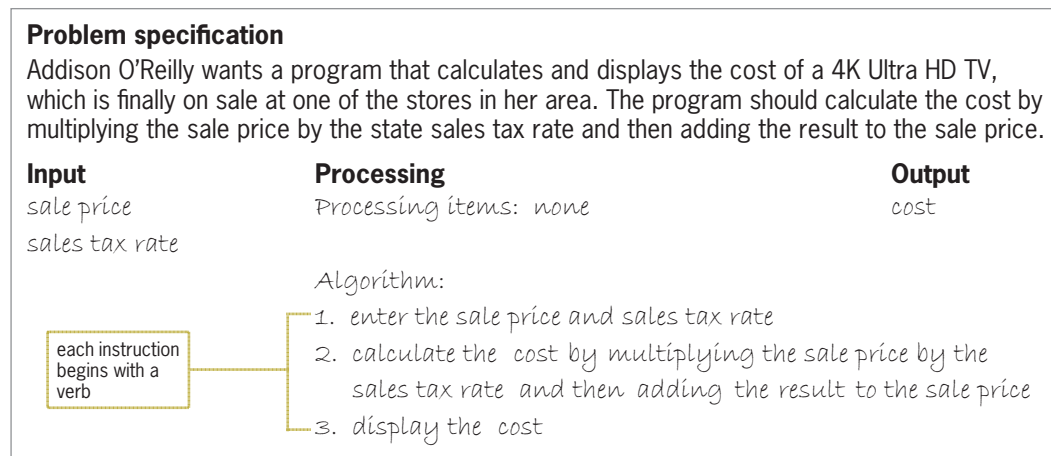 Problem specification
Addison O'Reilly wants a program that calculates and displays the cost of a 4K Ultra HD TV,
which is finally on sale at one of the stores in her area. The program should calculate the cost by
multiplying the sale price by the state sales tax rate and then adding the result to the sale price.
Input Processing Output
sale price Processing items: none cost
sales tax rate
Algorithm:
1. enter the sale price and sales tax rate
2. calculate the cost by multiplying the sale price by the
sales tax rate and then adding the result to the sale price
3. display the cost
each instruction
begins with a
verb